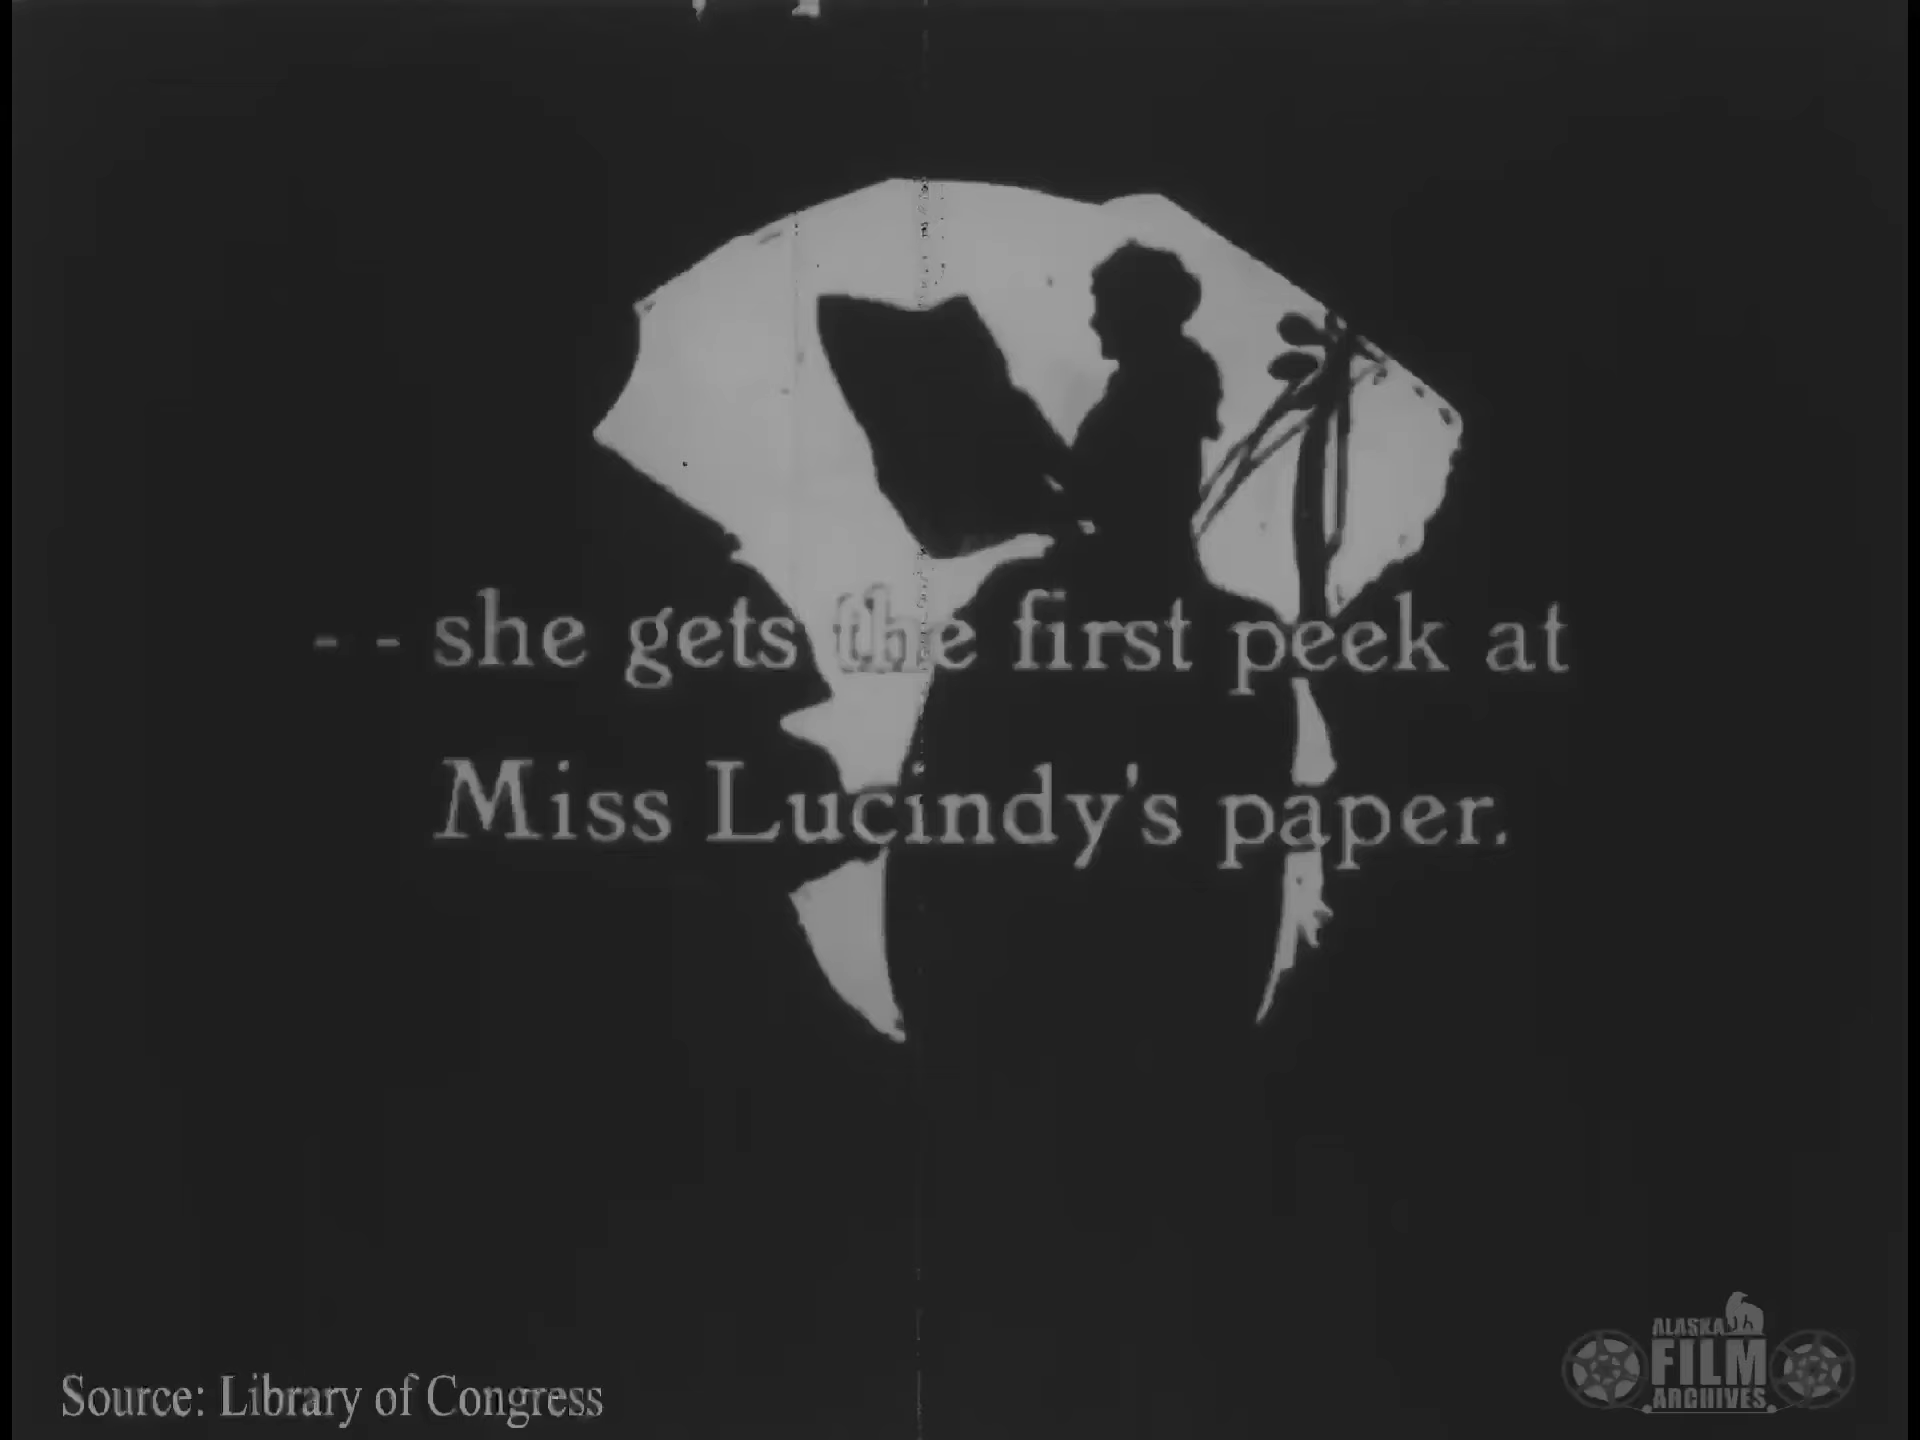 - - she gets the first peek at
Miss Lucindy's paper.
Source: Library of Congress
ALASKA
FILM
ARCHIVES